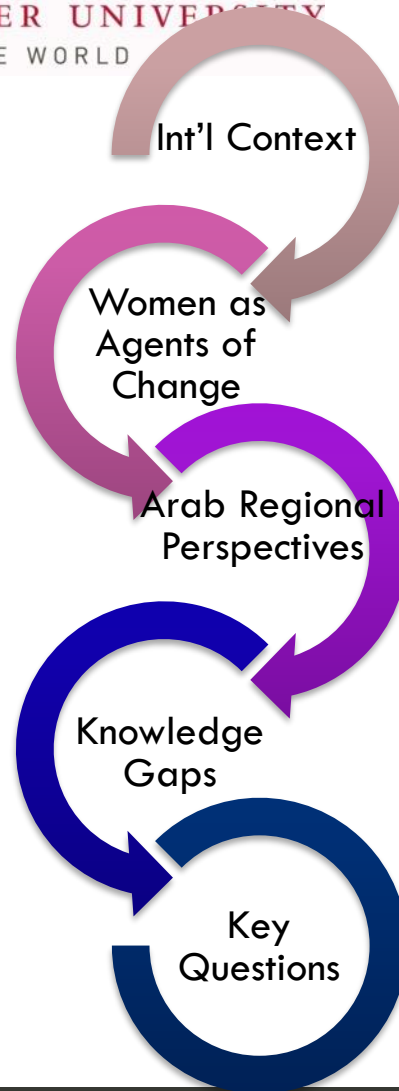 ER UNIVERSITY
E WORLD
Int'l Context
Women as
Agents of
Change
Arab Regional
Perspectives
Knowledge
Gaps
Key
Questions